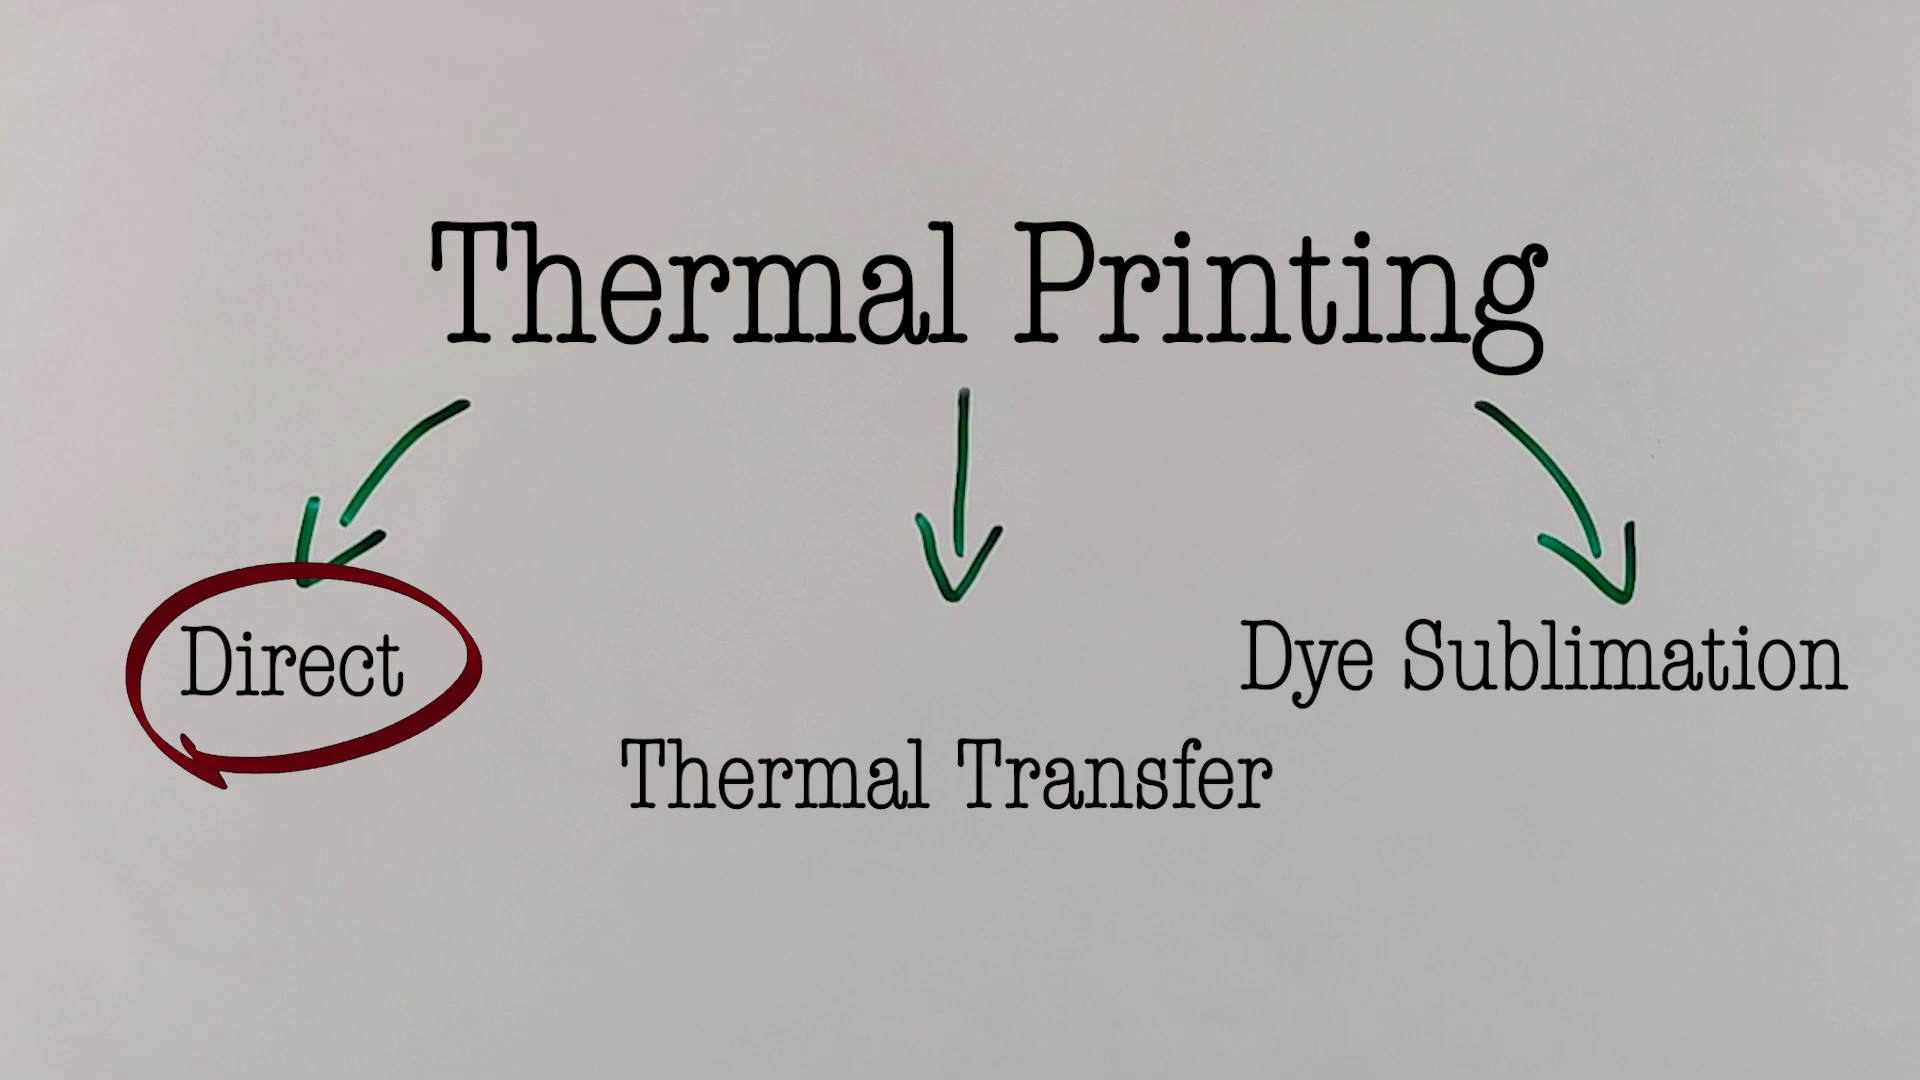 Thermal Printing
Direct
Thermal Transfer
Dye Sublimation